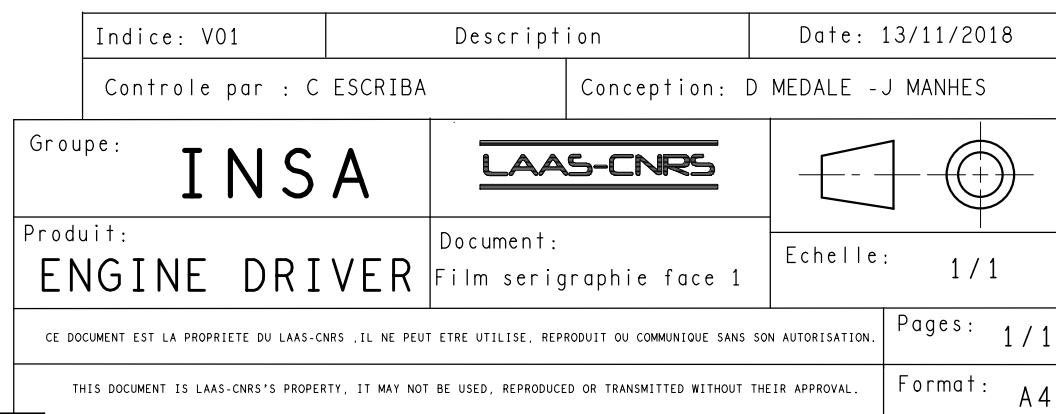 Indice: V01 Description Date: 13/11/2018
Controle par : C ESCRIBA Conception: D MEDALE -J MANHES
Groupe:
INSA
LAAS-CNRS
Produit:
ENGINE DRIVER
Document:
Film serigraphie face 1
Echelle:
1/1
CE DOCUMENT EST LA PROPRIETE DU LAAS-CNRS ,IL NE PEUT ETRE UTILISE, REPRODUIT OU COMMUNIQUE SANS SON AUTORISATION.
Pages: 1/1
THIS DOCUMENT IS LAAS-CNRS'S PROPERTY, IT MAY NOT BE USED, REPRODUCED OR TRANSMITTED WITHOUT THEIR APPROVAL.
Format: A4